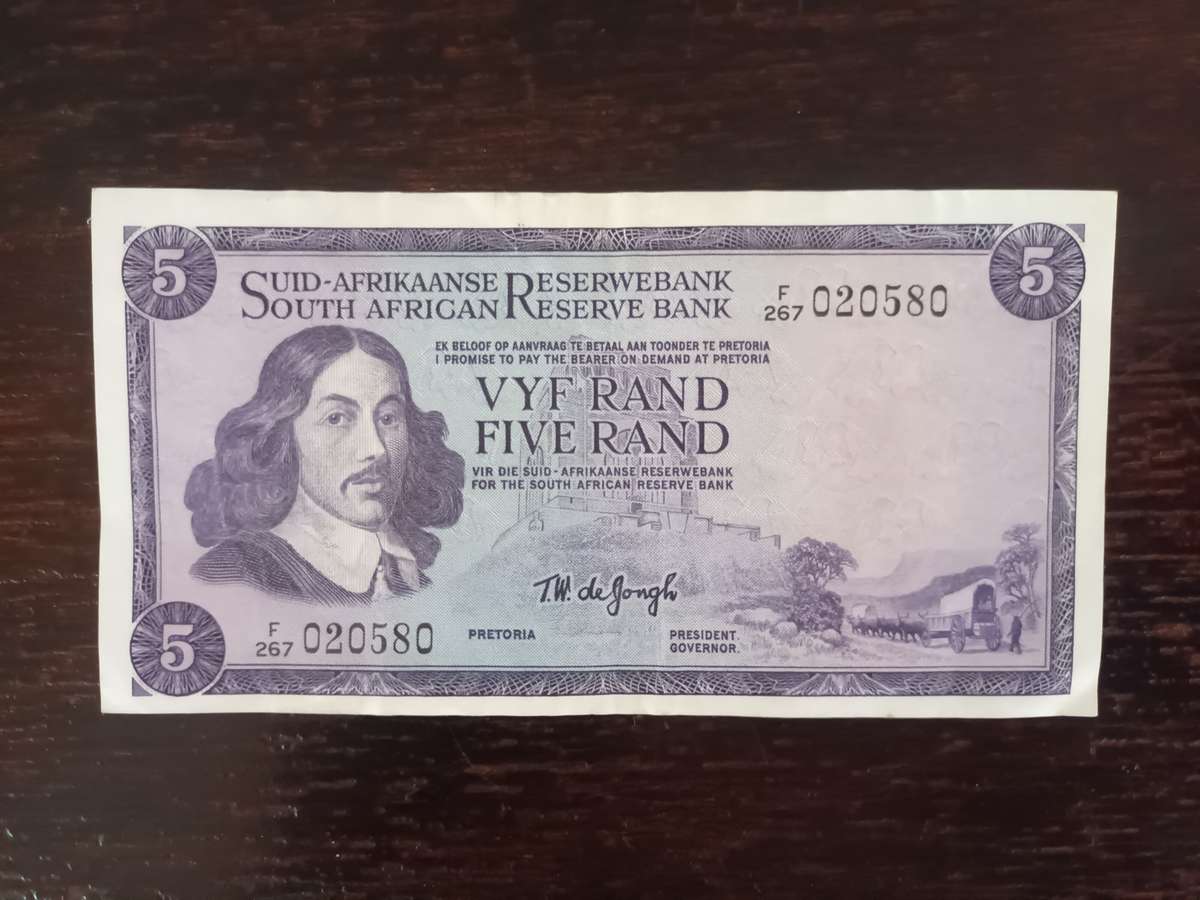 5
5
SUID-AFRIKAANSE RESERWEBANK
SOUTH AFRICAN RESERVE BANK
F
267 020580
EK BELOOF OP AANVRAAG TE BETAAL AAN TOONDER TE PRETORIA
I PROMISE TO PAY THE BEARER ON DEMAND AT PRETORIA
VYF RAND
FIVE RAND
VIR DIE SUID-AFRIKAANSE RESERWEBANK
FOR THE SOUTH AFRICAN RESERVE BANK
T.W. de Jongh
F
267 020580
PRETORIA
PRESIDENT.
GOVERNOR.
5